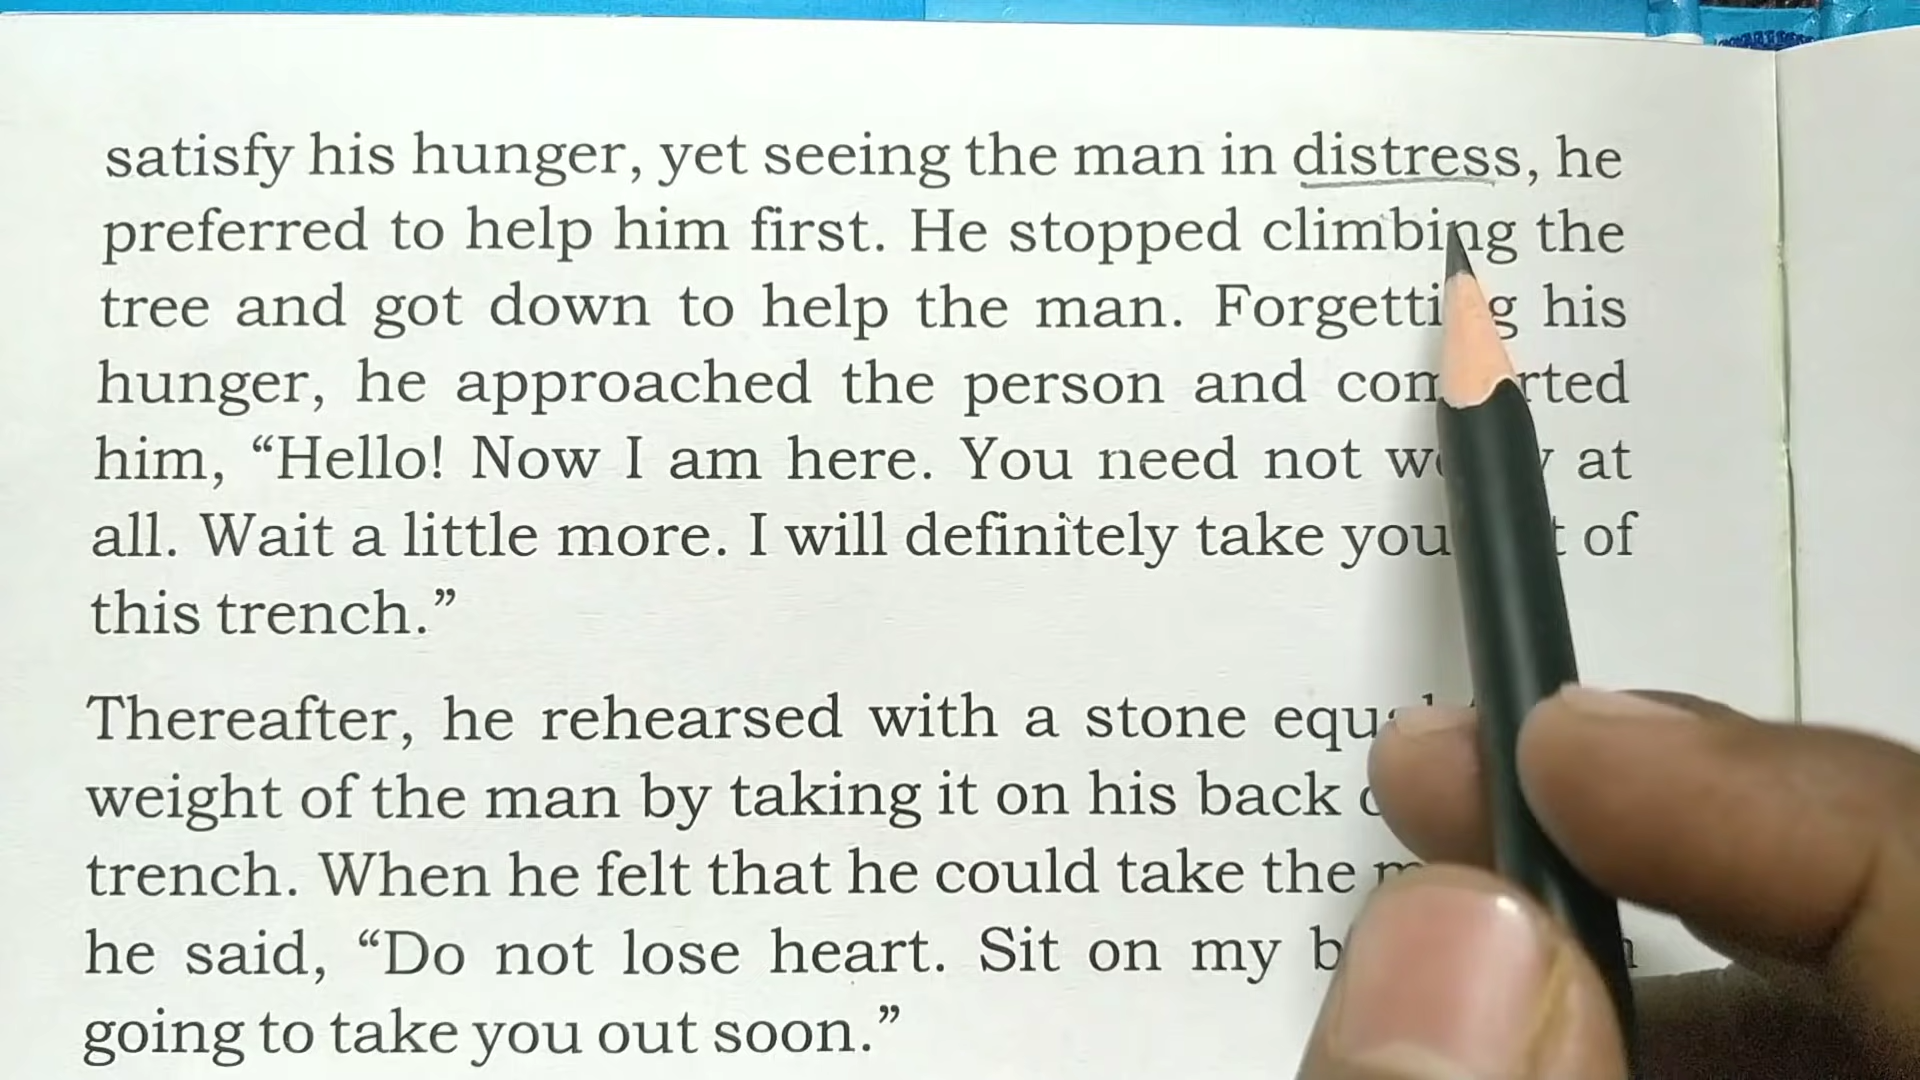 satisfy his hunger, yet seeing the man in distress, he
preferred to help him first. He stopped climbing the
tree and got down to help the man. Forgetting his
hunger, he approached the person and
him, “Hello! Now I am here. You need not at
all. Wait a little more. I will definitely take you of
this trench.”
Thereafter, he rehearsed with a stone
weight of the man by taking it on his back
trench. When he felt that he could take the
he said, “Do not lose heart. Sit on my
going to take you out soon.”